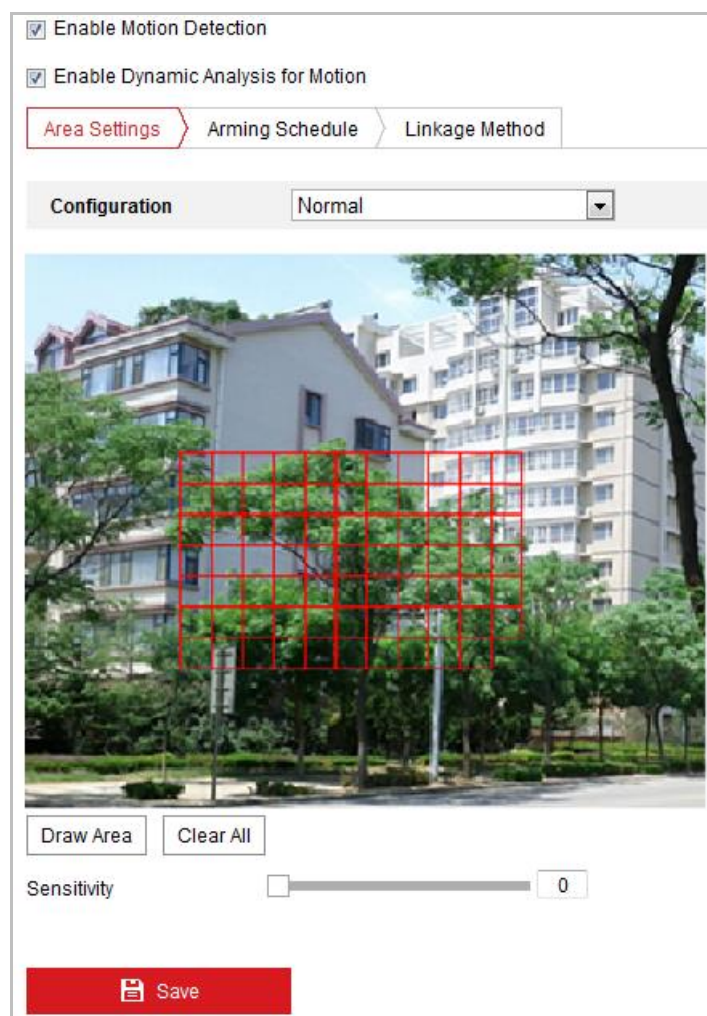 Enable Motion Detection
Enable Dynamic Analysis for Motion
Area Settings Arming Schedule Linkage Method
Configuration Normal
Draw Area Clear All
Sensitivity 0
Save